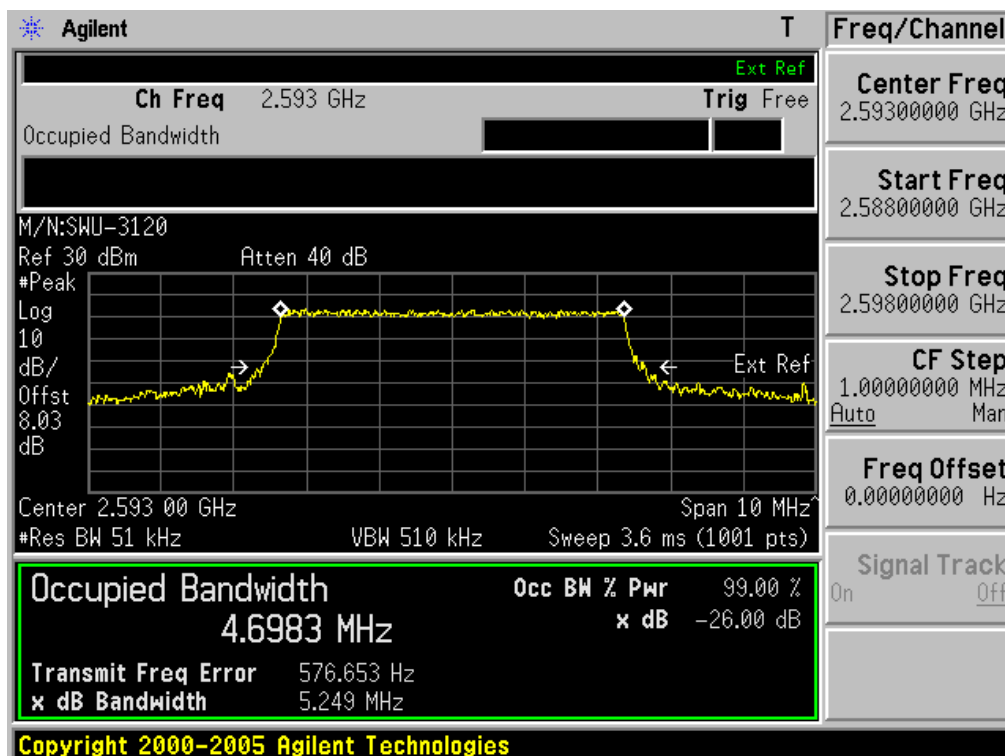 Agilent T
Ext Ref
Ch Freq 2.593 GHz Trig Free
Occupied Bandwidth
M/N:SWU-3120
Ref 30 dBm Atten 40 dB
#Peak
Log
10
dB/
Offst
8.03
dB
Ext Ref
Center 2.593 00 GHz Span 10 MHz^
#Res BW 51 kHz VBW 510 kHz Sweep 3.6 ms (1001 pts)
Occupied Bandwidth
4.6983 MHz
Occ BW % Pwr 99.00 %
x dB -26.00 dB
Transmit Freq Error 576.653 Hz
x dB Bandwidth 5.249 MHz
Copyright 2000-2005 Agilent Technologies
Freq/Channel
Center Freq
2.59300000 GHz
Start Freq
2.58800000 GHz
Stop Freq
2.59800000 GHz
CF Step
1.00000000 MHz
Auto Man
Freq Offset
0.00000000 Hz
Signal Track
On Off